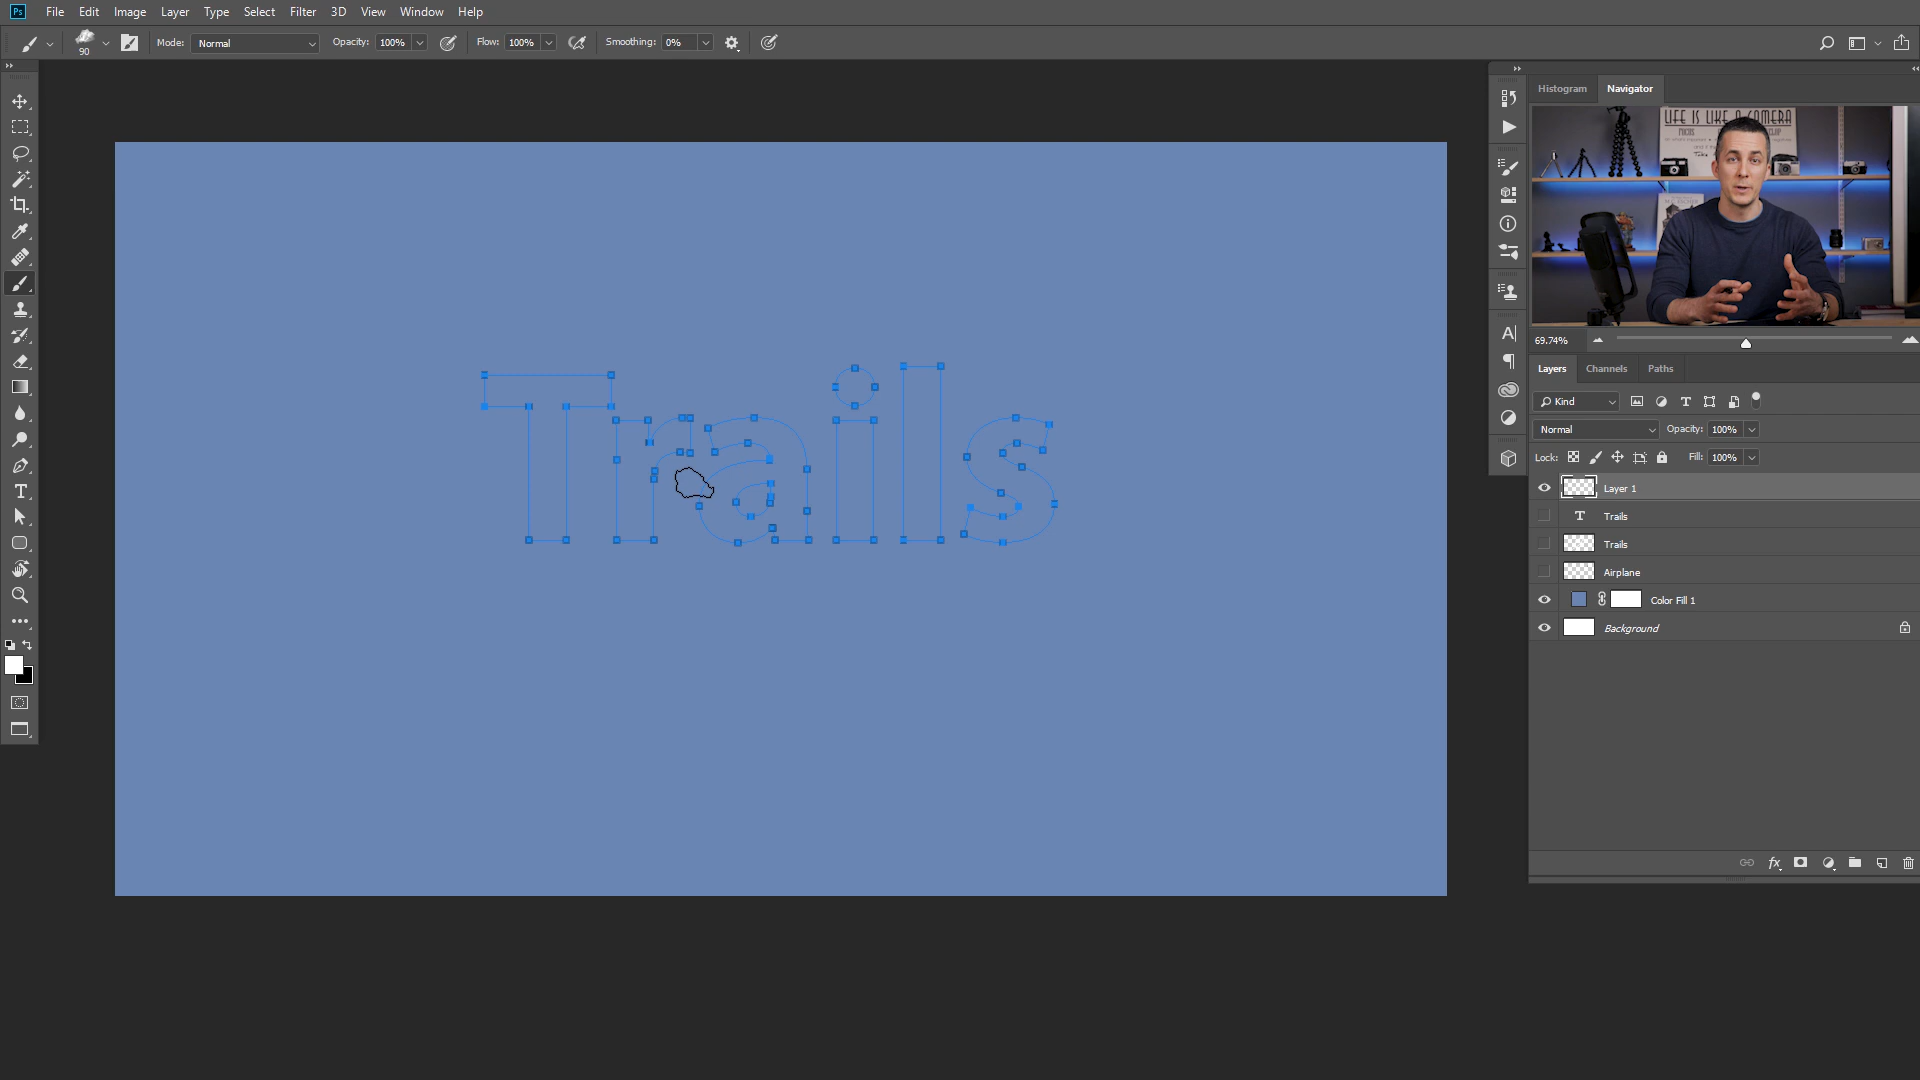 Ps File Edit Image Layer Type Select Filter 3D View Window Help
90 Mode: Normal Opacity: 100% Flow: 100% Smoothing: 0%
Histogram Navigator
LIFE IS LIKE A CAMERA
69.74%
Layers Channels Paths
Kind
Normal Opacity: 100%
Lock: Fill: 100%
Layer 1
Trails
Trails
Airplane
Color Fill 1
Background
fx
Trails